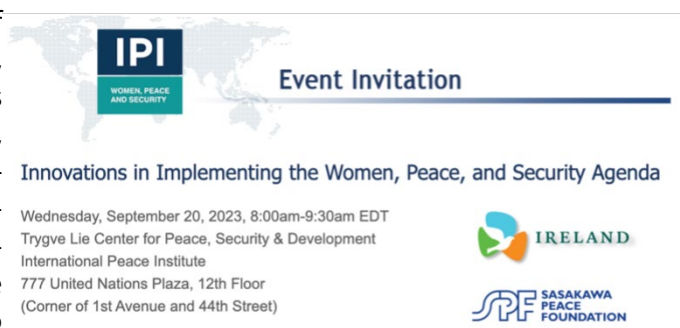 IPI
WOMEN, PEACE
AND SECURITY
Event Invitation
Innovations in Implementing the Women, Peace, and Security Agenda
Wednesday, September 20, 2023, 8:00am-9:30am EDT
Trygve Lie Center for Peace, Security & Development
International Peace Institute
777 United Nations Plaza, 12th Floor
(Corner of 1st Avenue and 44th Street)
IRELAND
SPF
SASAKAWA
PEACE
FOUNDATION